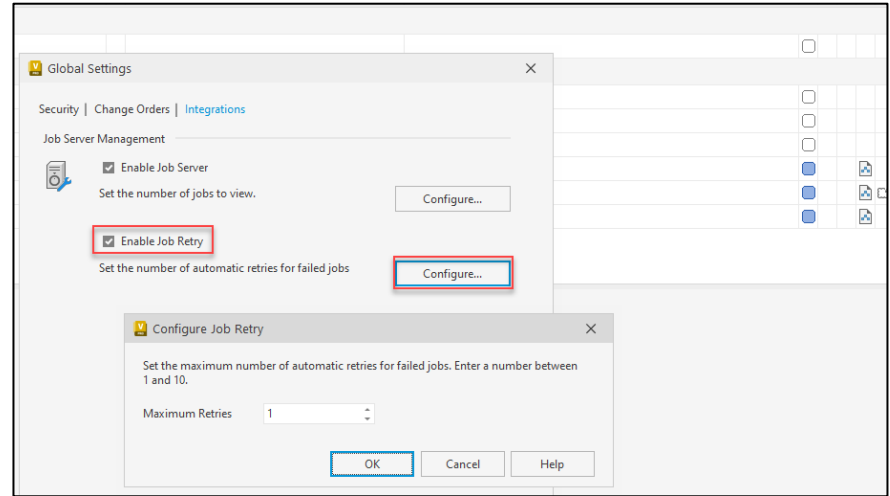 Global Settings
Security | Change Orders | Integrations
Job Server Management
Enable Job Server
Set the number of jobs to view.
Configure...
Enable Job Retry
Set the number of automatic retries for failed jobs
Configure...
Configure Job Retry
Set the maximum number of automatic retries for failed jobs. Enter a number between
1 and 10.
Maximum Retries 1
OK Cancel Help